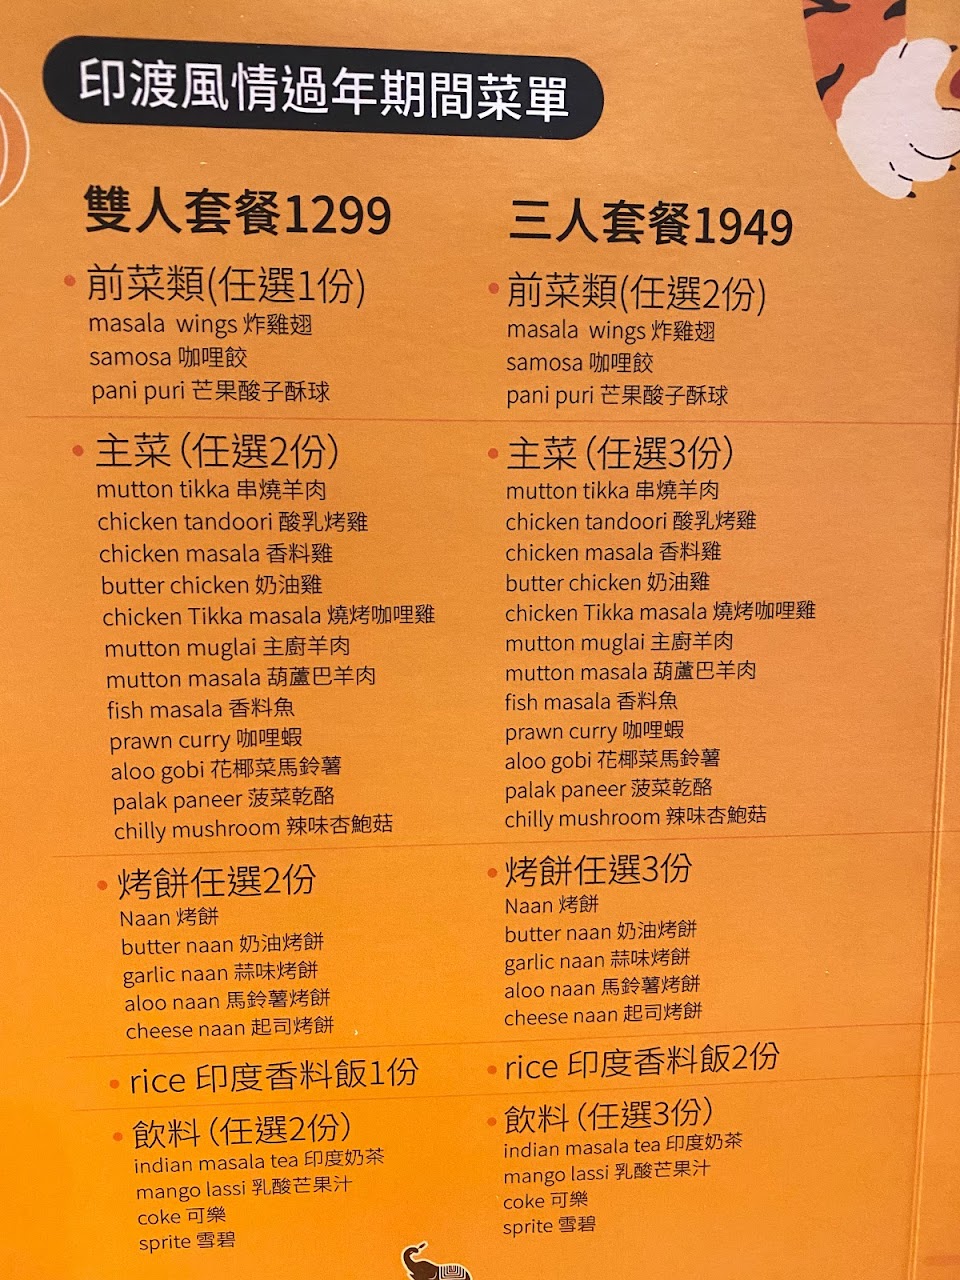 印渡風情過年期間菜單
雙人套餐1299
前菜類(任選1份)
masala wings 炸雞翅
samosa 咖哩餃
pani puri 芒果酸子酥球
主菜（任選2份）
mutton tikka 串燒羊肉
chicken tandoori 酸乳烤雞
chicken masala 香料雞
butter chicken 奶油雞
chicken Tikka masala 燒烤咖哩雞
mutton muglai 主廚羊肉
mutton masala 葫蘆巴羊肉
fish masala 香料魚
prawn curry 咖哩蝦
aloo gobi 花椰菜馬鈴薯
palak paneer 菠菜乾酪
chilly mushroom 辣味杏鮑菇
烤餅任選2份
Naan 烤餅
butter naan 奶油烤餅
garlic naan 蒜味烤餅
aloo naan 馬鈴薯烤餅
cheese naan 起司烤餅
rice 印度香料飯1份
飲料（任選2份）
indian masala tea 印度奶茶
mango lassi 乳酸芒果汁
coke 可樂
sprite 雪碧
三人套餐1949
前菜類(任選2份)
masala wings 炸雞翅
samosa 咖哩餃
pani puri 芒果酸子酥球
主菜（任選3份）
mutton tikka 串燒羊肉
chicken tandoori 酸乳烤雞
chicken masala 香料雞
butter chicken 奶油雞
chicken Tikka masala 燒烤咖哩雞
mutton muglai 主廚羊肉
mutton masala 葫蘆巴羊肉
fish masala 香料魚
prawn curry 咖哩蝦
aloo gobi 花椰菜馬鈴薯
palak paneer 菠菜乾酪
chilly mushroom 辣味杏鮑菇
烤餅任選3份
Naan 烤餅
butter naan 奶油烤餅
garlic naan 蒜味烤餅
aloo naan 馬鈴薯烤餅
cheese naan 起司烤餅
rice 印度香料飯2份
飲料（任選3份）
indian masala tea 印度奶茶
mango lassi 乳酸芒果汁
coke 可樂
sprite 雪碧